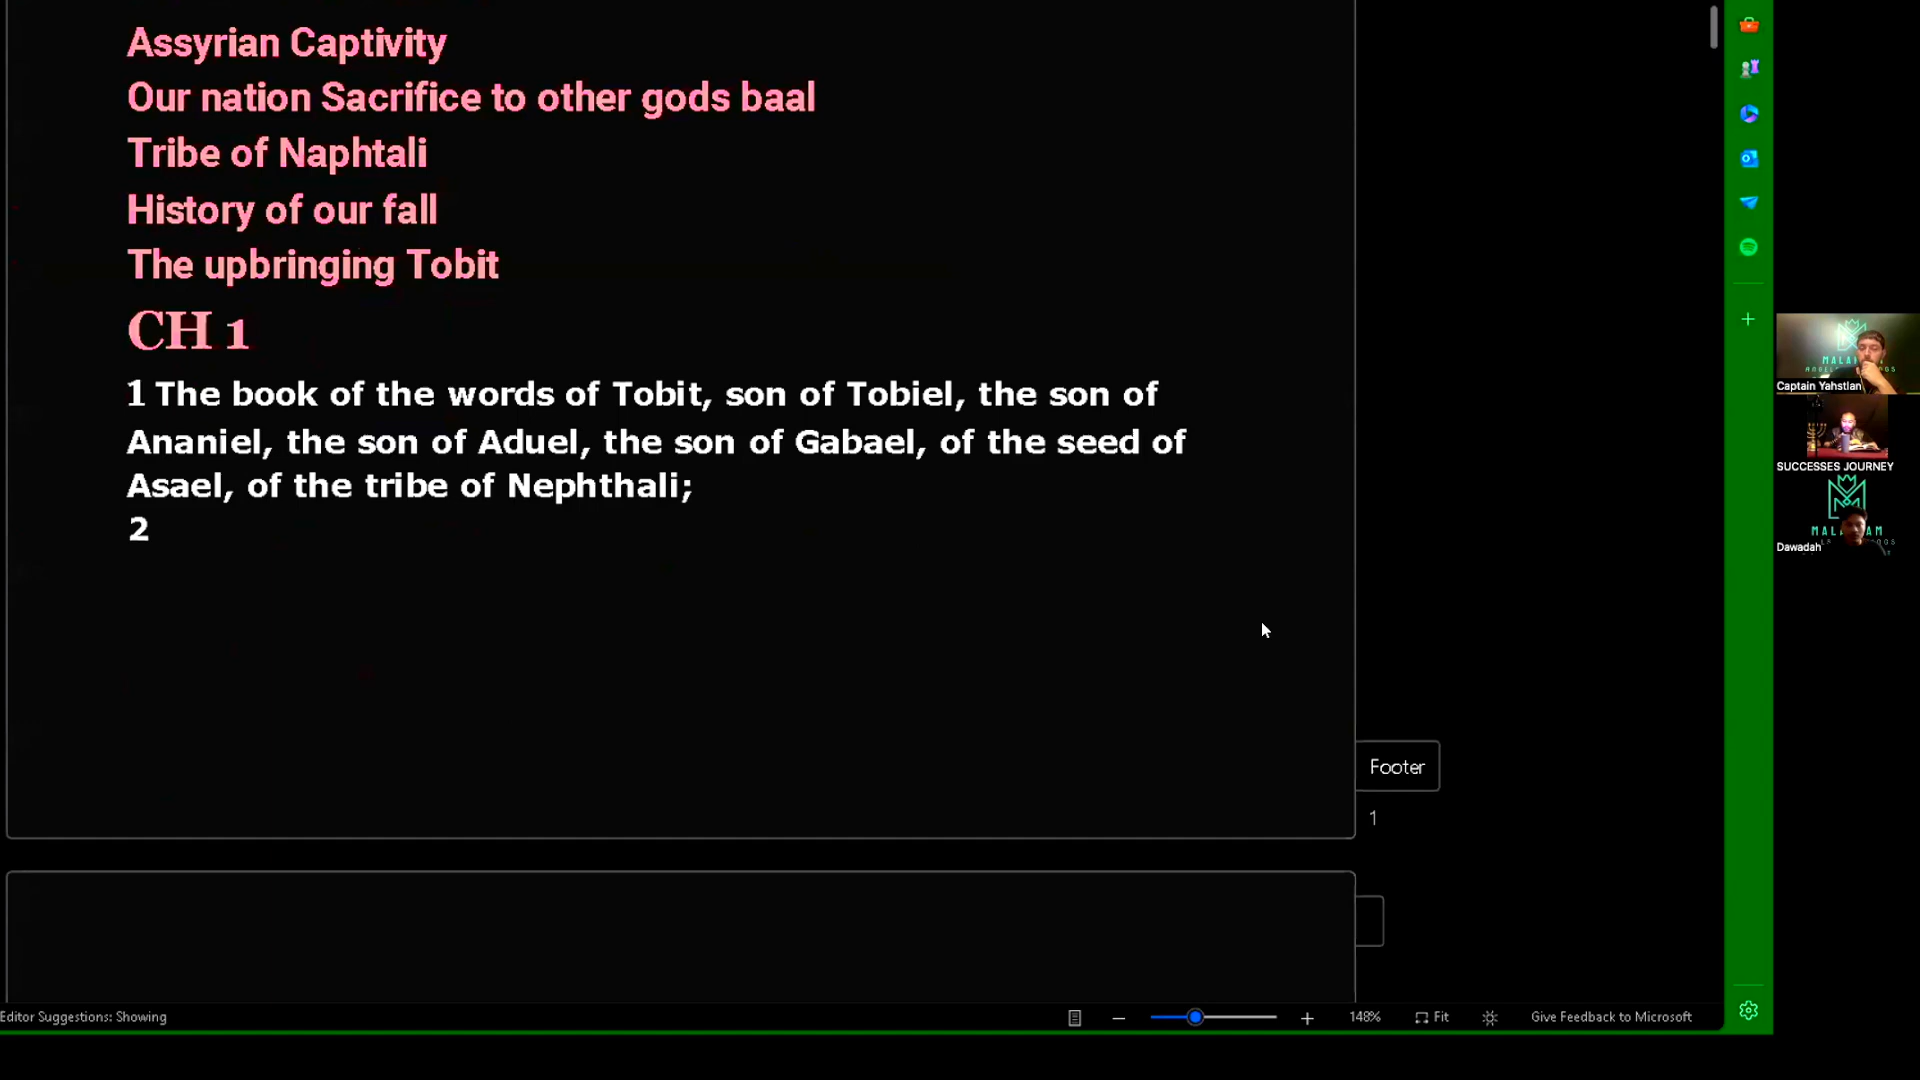 Assyrian Captivity
Our nation Sacrifice to other gods baal
Tribe of Naphtali
History of our fall
The upbringing Tobit
CH 1
1 The book of the words of Tobit, son of Tobiel, the son of
Ananiel, the son of Aduel, the son of Gabael, of the seed of
Asael, of the tribe of Nephthali;
2
Footer
1
Captain Yahstlan
SUCCESSES JOURNEY
Dawadah
Editor Suggestions: Showing
148%
Fit
Give Feedback to Microsoft